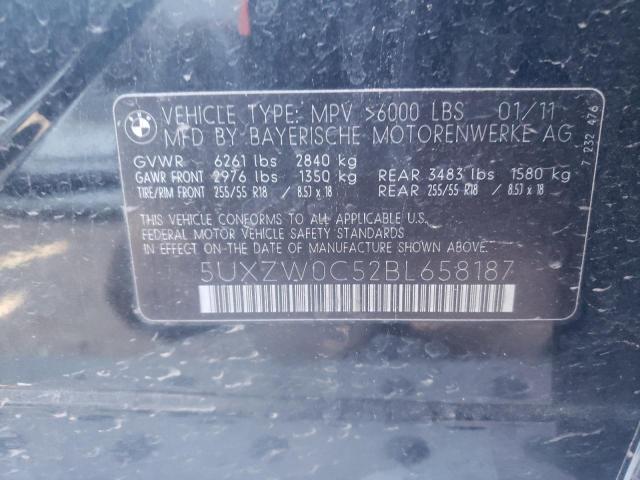 BMW
VEHICLE TYPE: MPV >6000 LBS 01/11
MFD BY BAYERISCHE MOTORENWERKE AG
GVWR 6261 lbs 2840 kg
GAWR FRONT 2976 lbs 1350 kg REAR 3483 lbs 1580 kg
TIRE/RIM FRONT 255/55 R18 / 8.5J x 18 REAR 255/55 R18 / 8.5J x 18
THIS VEHICLE CONFORMS TO ALL APPLICABLE U.S.
FEDERAL MOTOR VEHICLE SAFETY STANDARDS
IN EFFECT ON THE DATE OF MANUFACTURE SHOWN ABOVE.
5UXZW0C52BL658187
7 232 476